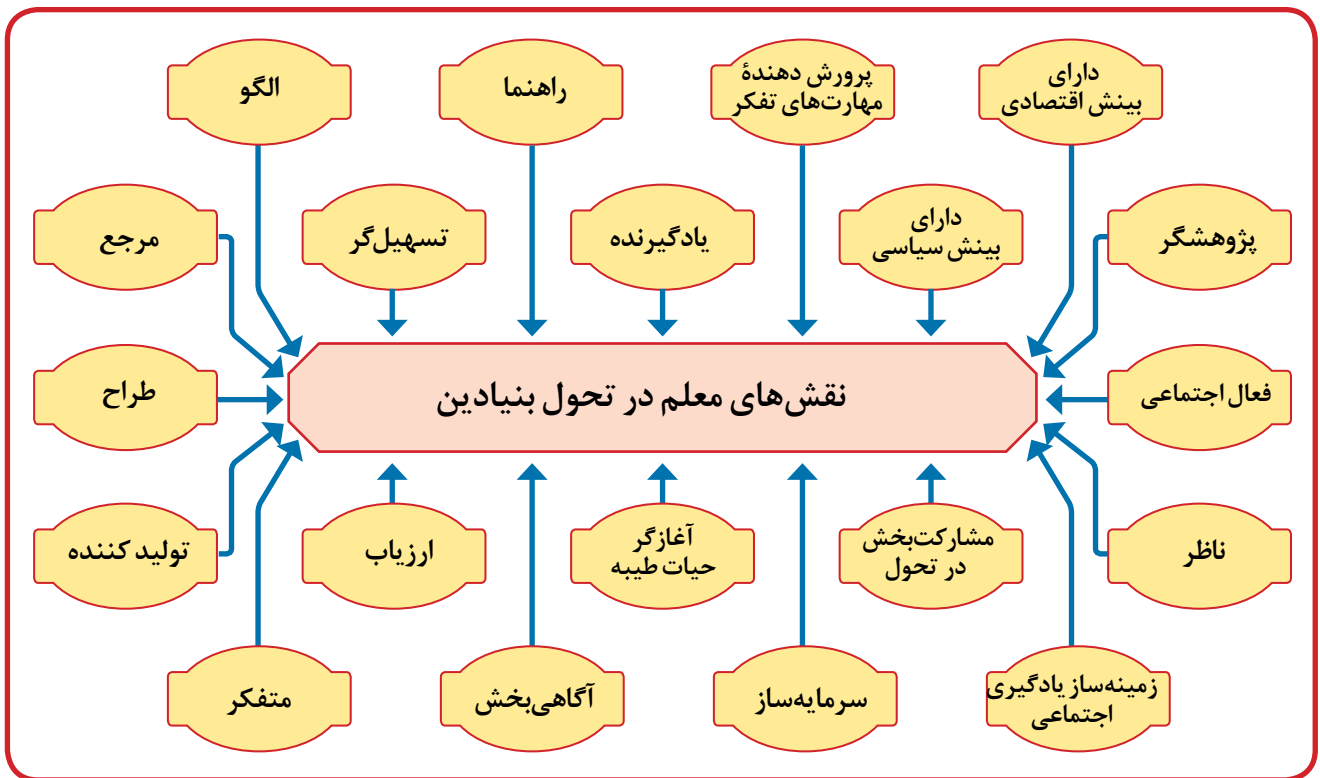 دارای
بینش اقتصادی
پرورش دهندهٔ
مهارت‌های تفکر
راهنما
الگو
پژوهشگر
دارای
بینش سیاسی
یادگیرنده
تسهیل‌گر
مرجع
فعال اجتماعی
نقش‌های معلم در تحول بنیادین
طراح
ناظر
مشارکت‌بخش
در تحول
آغازگر
حیات طیبه
ارزیاب
تولید کننده
زمینه‌ساز یادگیری
اجتماعی
سرمایه‌ساز
آگاهی‌بخش
متفکر